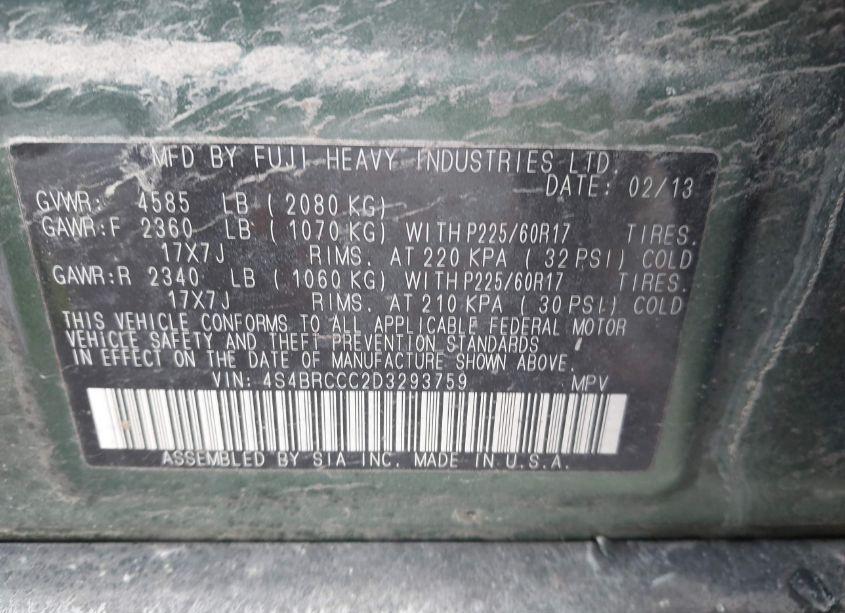 MFD BY FUJI HEAVY INDUSTRIES LTD.
DATE: 02/13
GVWR: 4585 LB ( 2080 KG)
GAWR:F 2360 LB ( 1070 KG) WITH P225/60R17 TIRES.
17X7J RIMS. AT 220 KPA ( 32 PSI) COLD
GAWR:R 2340 LB ( 1060 KG) WITH P225/60R17 TIRES.
17X7J RIMS. AT 210 KPA ( 30 PSI) COLD
THIS VEHICLE CONFORMS TO ALL APPLICABLE FEDERAL MOTOR
VEHICLE SAFETY AND THEFT PREVENTION STANDARDS
IN EFFECT ON THE DATE OF MANUFACTURE SHOWN ABOVE.
VIN: 4S4BRCCC2D3293759 MPV
ASSEMBLED BY SIA INC. MADE IN U.S.A.